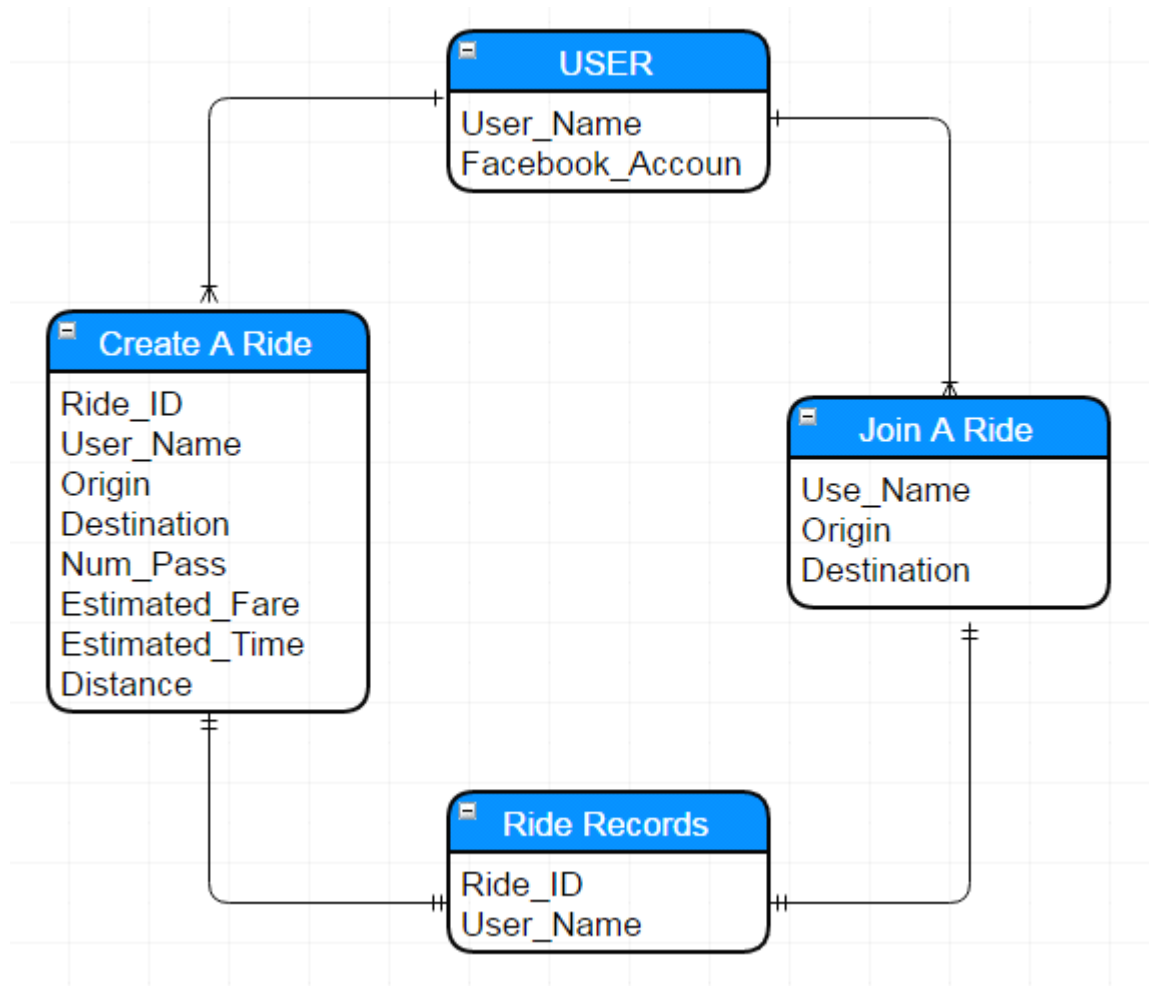 USER
User_Name
Facebook_Accoun
Create A Ride
Ride_ID
User_Name
Origin
Destination
Num_Pass
Estimated_Fare
Estimated_Time
Distance
Join A Ride
Use_Name
Origin
Destination
Ride Records
Ride_ID
User_Name